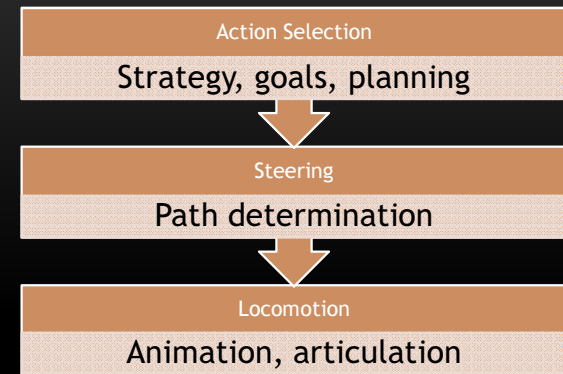 Action Selection
Strategy, goals, planning
Steering
Path determination
Locomotion
Animation, articulation